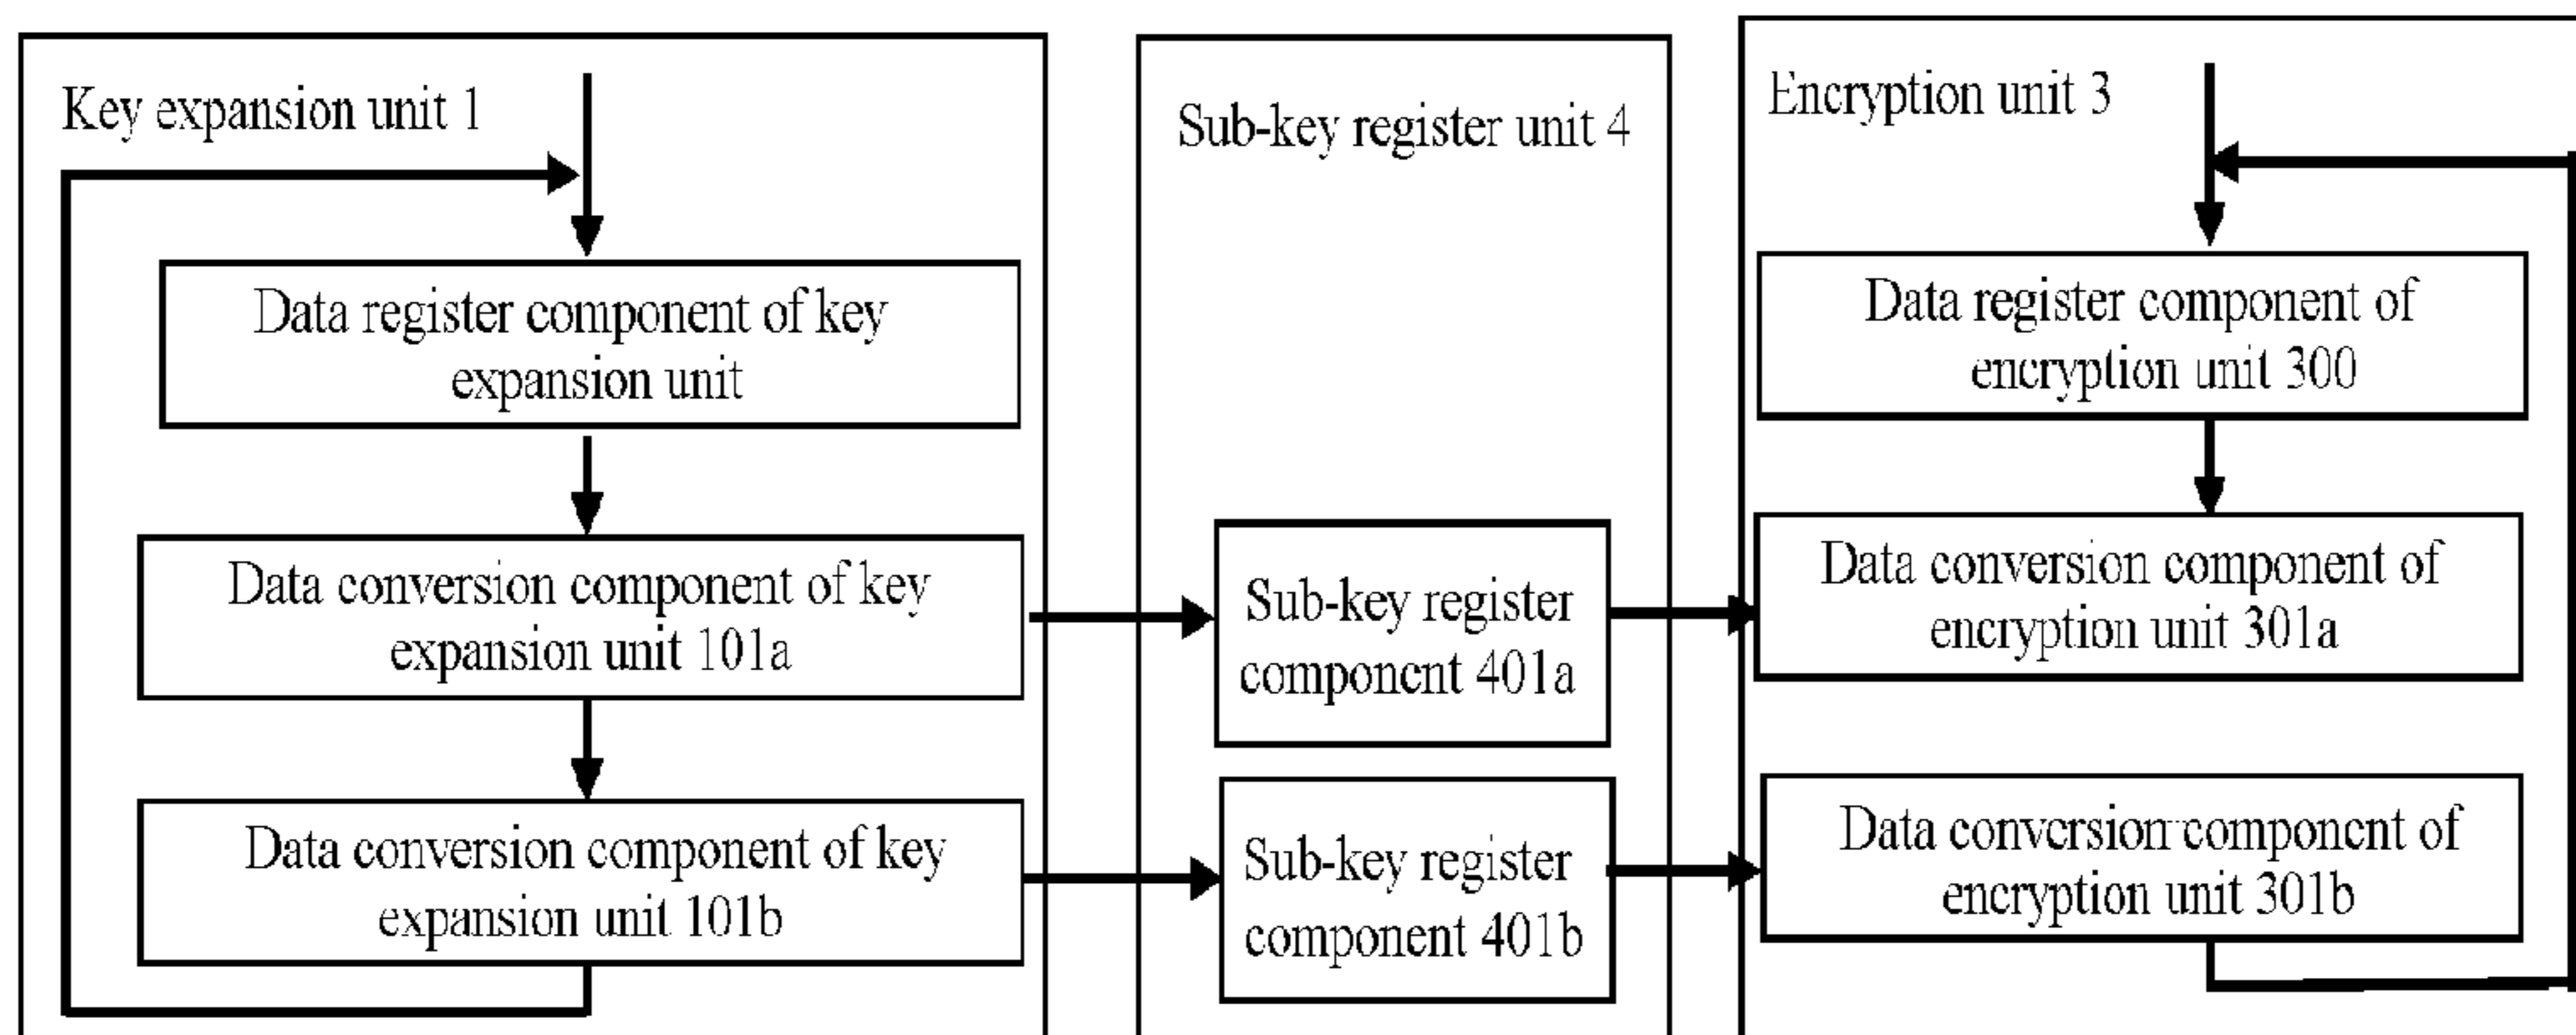 Key expansion unit 1
Data register component of key
expansion unit
Data conversion component of key
expansion unit 101a
Data conversion component of key
expansion unit 101b
Sub-key register unit 4
Sub-key register
component 401a
Sub-key register
component 401b
Encryption unit 3
Data register component of
encryption unit 300
Data conversion component of
encryption unit 301a
Data conversion component of
encryption unit 301b